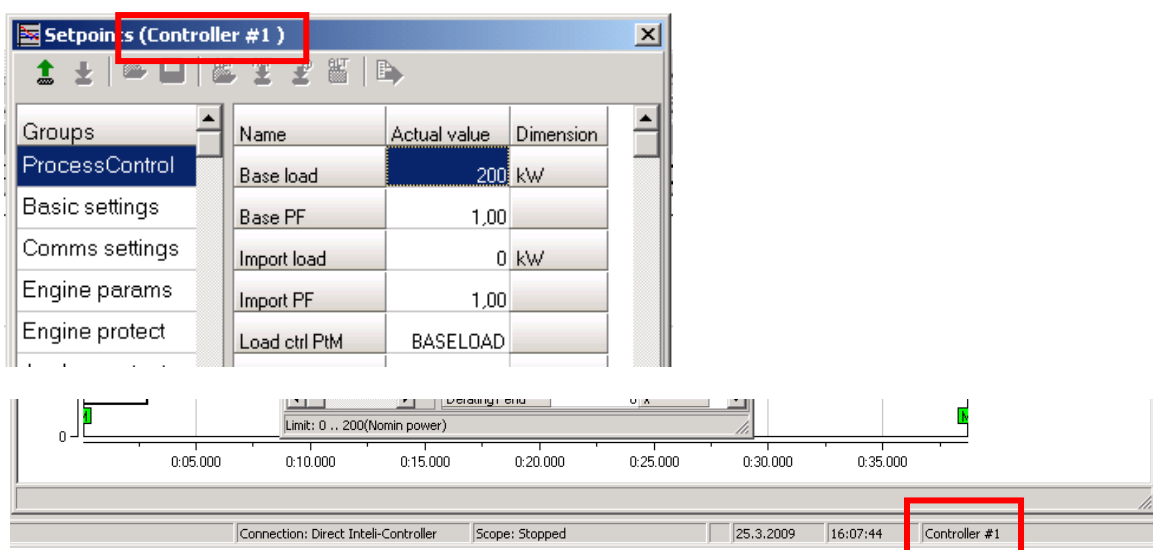 Setpoints (Controller #1 )
Groups Name Actual value Dimension
ProcessControl Base load 200 kW
Basic settings Base PF 1,00
Comms settings Import load 0 kW
Engine params Import PF 1,00
Engine protect Load ctrl PtM BASELOAD
0
Limit: 0 .. 200(Nomin power)
0:05.000 0:10.000 0:15.000 0:20.000 0:25.000 0:30.000 0:35.000
Connection: Direct Inteli-Controller Scope: Stopped 25.3.2009 16:07:44 Controller #1